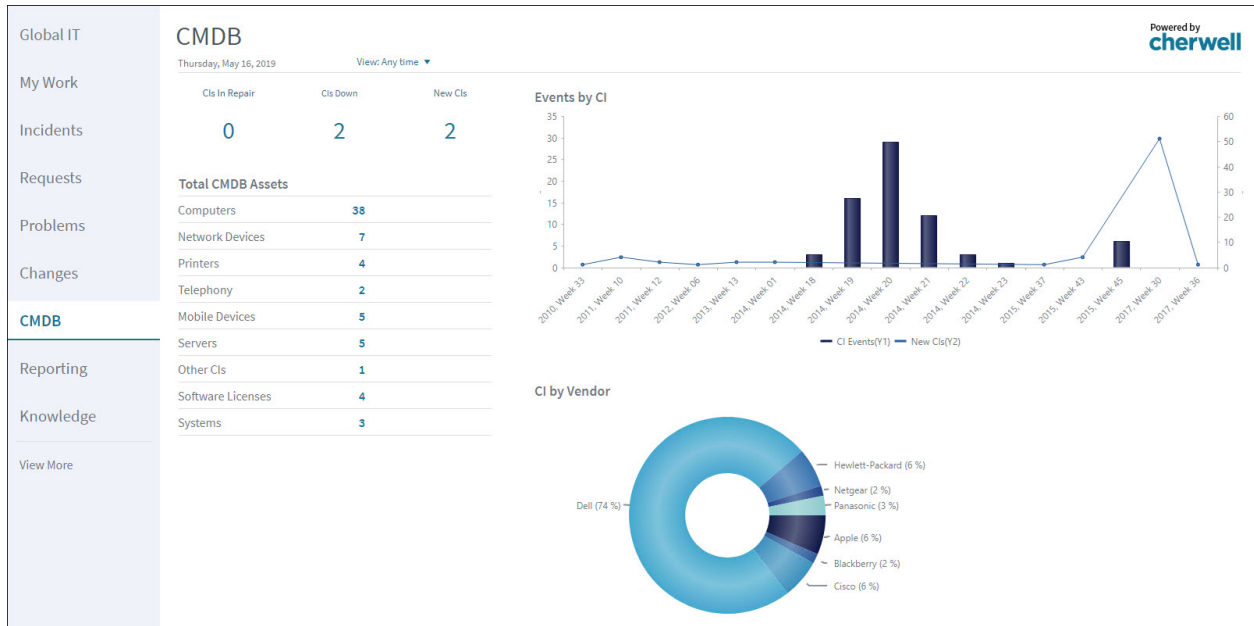 Global IT
My Work
Incidents
Requests
Problems
Changes
CMDB
Reporting
Knowledge
View More
CMDB
Thursday, May 16, 2019
View: Any time
Powered by
cherwell
CIs In Repair
CIs Down
New CIs
0
2
2
Total CMDB Assets
Computers 38
Network Devices 7
Printers 4
Telephony 2
Mobile Devices 5
Servers 5
Other CIs 1
Software Licenses 4
Systems 3
Events by CI
35
30
25
20
15
10
5
0
60
50
40
30
20
10
0
2010, Week 33
2011, Week 10
2011, Week 12
2012, Week 06
2013, Week 13
2014, Week 01
2014, Week 18
2014, Week 19
2014, Week 20
2014, Week 21
2014, Week 22
2014, Week 23
2015, Week 37
2015, Week 43
2015, Week 45
2017, Week 30
2017, Week 36
CI Events(Y1) New CIs(Y2)
CI by Vendor
Dell (74 %)
Hewlett-Packard (6 %)
Netgear (2 %)
Panasonic (3 %)
Apple (6 %)
Blackberry (2 %)
Cisco (6 %)